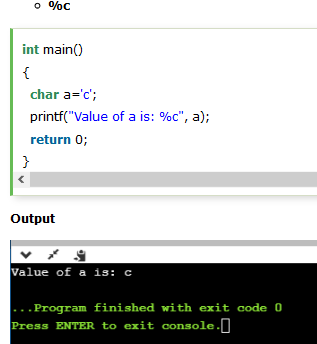 %c
int main()
{
char a='c';
printf("Value of a is: %c", a);
return 0;
}
Output
Value of a is: c
...Program finished with exit code 0
Press ENTER to exit console.